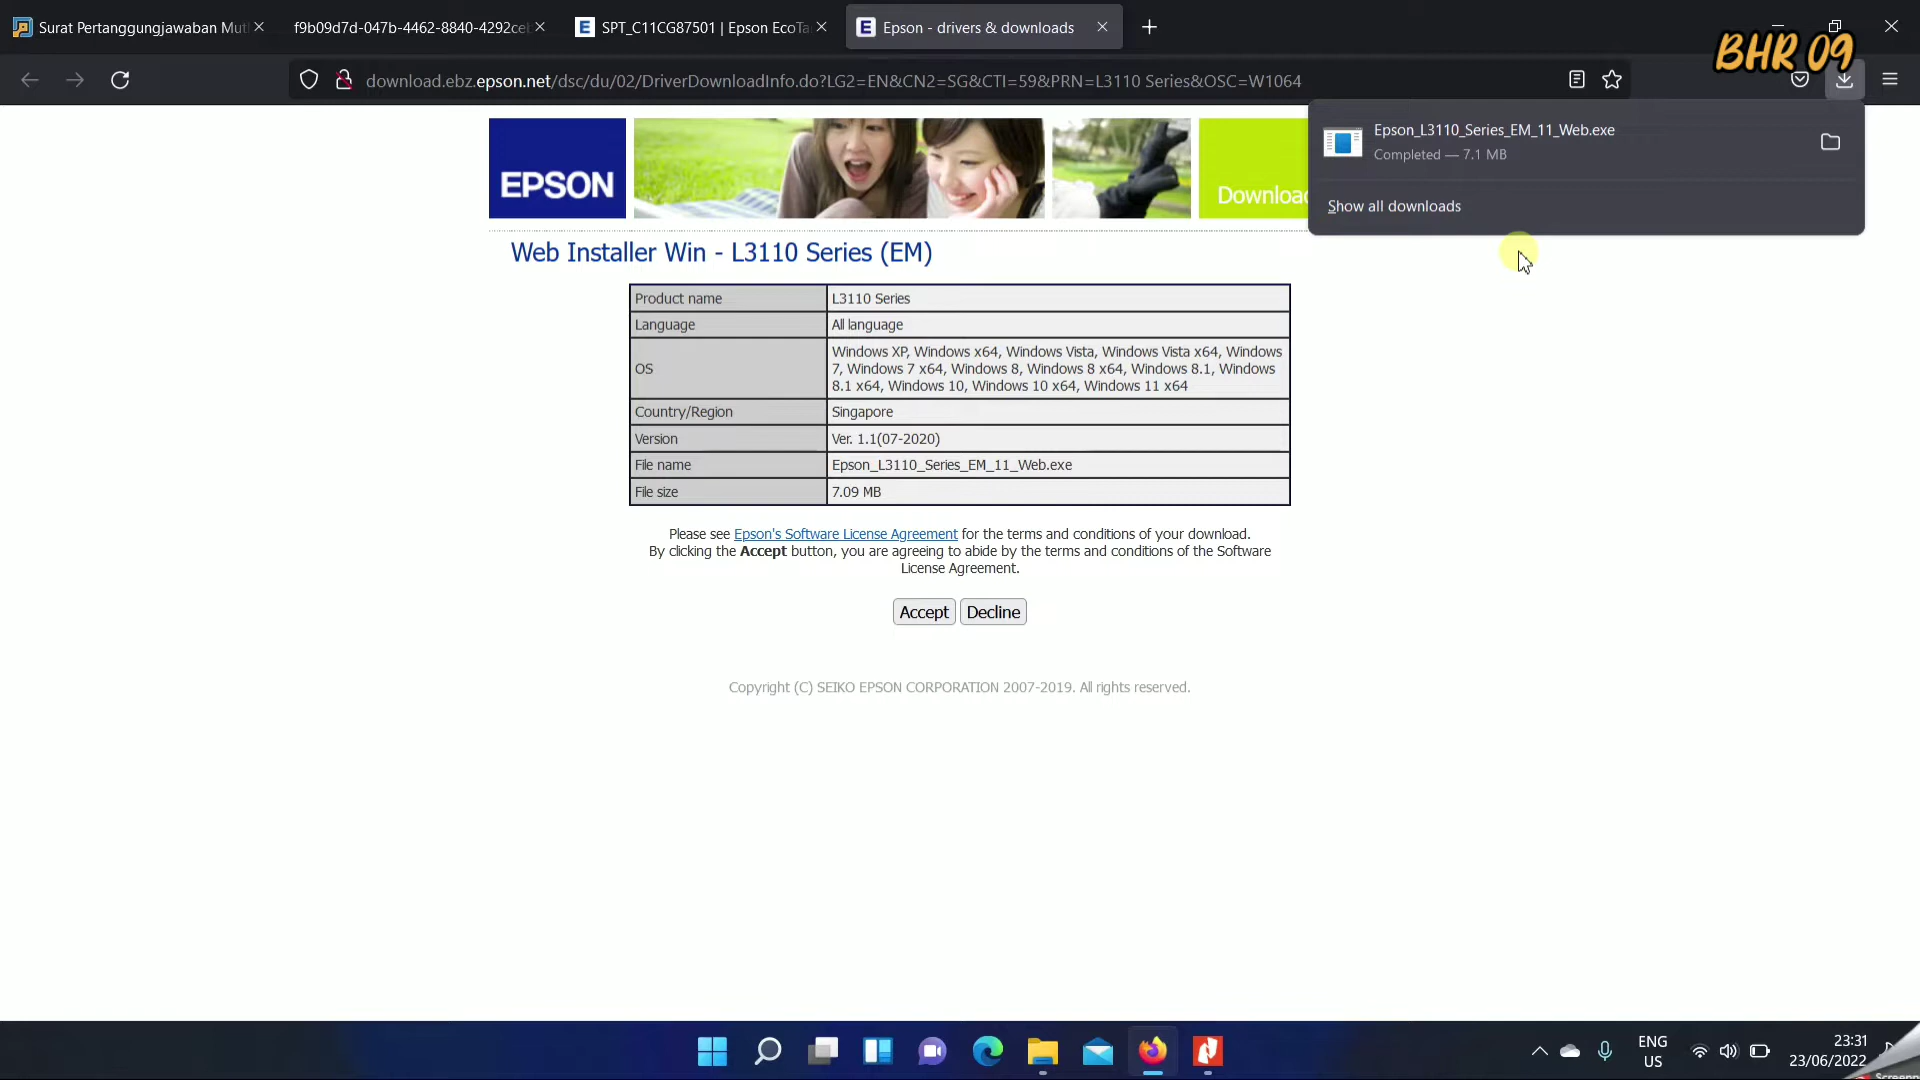 Surat Pertanggungjawaban Mutl
f9b09d7d-047b-4462-8840-4292ceb
SPT_C11CG87501 | Epson EcoTa
Epson - drivers & downloads
BHR 09
download.ebz.epson.net/dsc/du/02/DriverDownloadInfo.do?LG2=EN&CN2=SG&CTI=59&PRN=L3110 Series&OSC=W1064
Epson_L3110_Series_EM_11_Web.exe
Completed — 7.1 MB
Show all downloads
EPSON
Download
Web Installer Win - L3110 Series (EM)
Product name L3110 Series
Language All language
OS Windows XP, Windows x64, Windows Vista, Windows Vista x64, Windows
7, Windows 7 x64, Windows 8, Windows 8 x64, Windows 8.1, Windows
8.1 x64, Windows 10, Windows 10 x64, Windows 11 x64
Country/Region Singapore
Version Ver. 1.1(07-2020)
File name Epson_L3110_Series_EM_11_Web.exe
File size 7.09 MB
Please see Epson's Software License Agreement for the terms and conditions of your download.
By clicking the Accept button, you are agreeing to abide by the terms and conditions of the Software
License Agreement.
Accept Decline
Copyright (C) SEIKO EPSON CORPORATION 2007-2019. All rights reserved.
ENG
US
23:31
23/06/2022